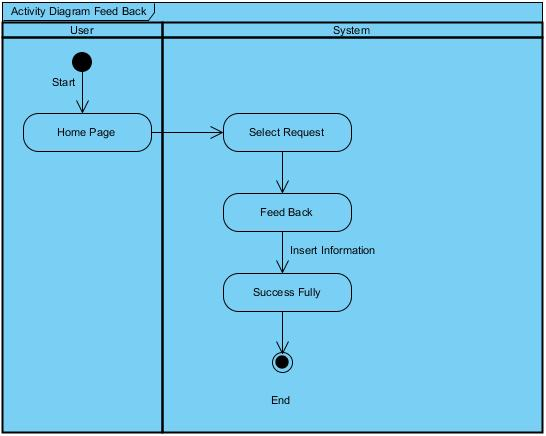 Activity Diagram Feed Back
User
System
Start
Home Page
Select Request
Feed Back
Insert Information
Success Fully
End